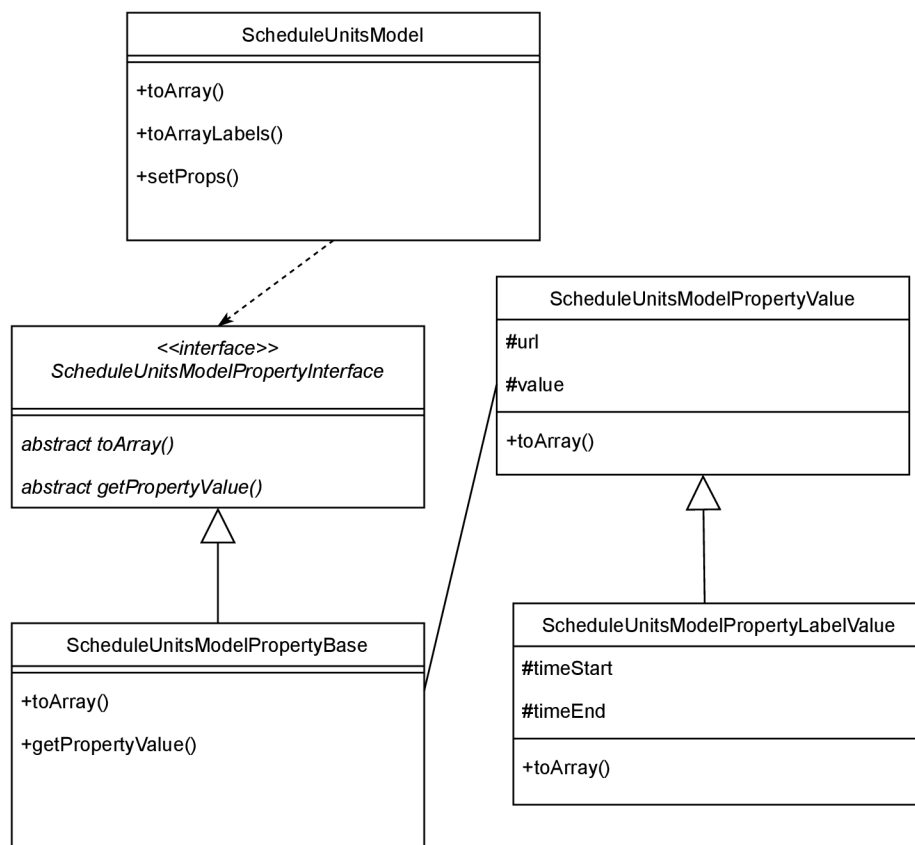 ScheduleUnitsModel
+toArray()
+toArrayLabels()
+setProps()
<<interface>>
ScheduleUnitsModelPropertyInterface
abstract toArray()
abstract getPropertyValue()
ScheduleUnitsModelPropertyValue
#url
#value
+toArray()
ScheduleUnitsModelPropertyBase
+toArray()
+getPropertyValue()
ScheduleUnitsModelPropertyLabelValue
#timeStart
#timeEnd
+toArray()